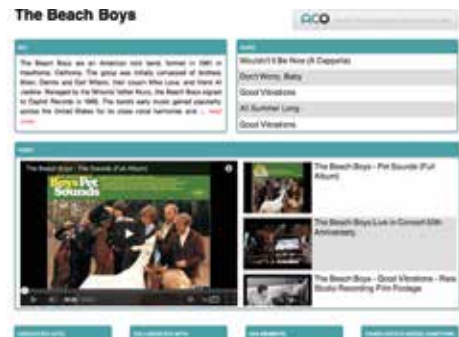 The Beach Boys
aco
The Beach Boys are an American rock band, formed in 1961 in
Hawthorne, California. The group was initially composed of brothers
Brian, Dennis and Carl Wilson, their cousin Mike Love, and friend Al
Jardine. Managed by the Wilsons' father Murry, the Beach Boys signed
to Capitol Records in 1962. The band's early music gained popularity
across the United States for its close vocal harmonies and ... read
more
Wouldn't It Be Nice (A Cappella)
Don't Worry, Baby
Good Vibrations
All Summer Long
Good Vibrations
The Beach Boys - Pet Sounds (Full Album)
Boys Pet
Sounds
The Beach Boys - Pet Sounds (Full
Album)
The Beach Boys Live in Concert 50th
Anniversary
The Beach Boys - Good Vibrations - Rare
Studio Recording Film Footage